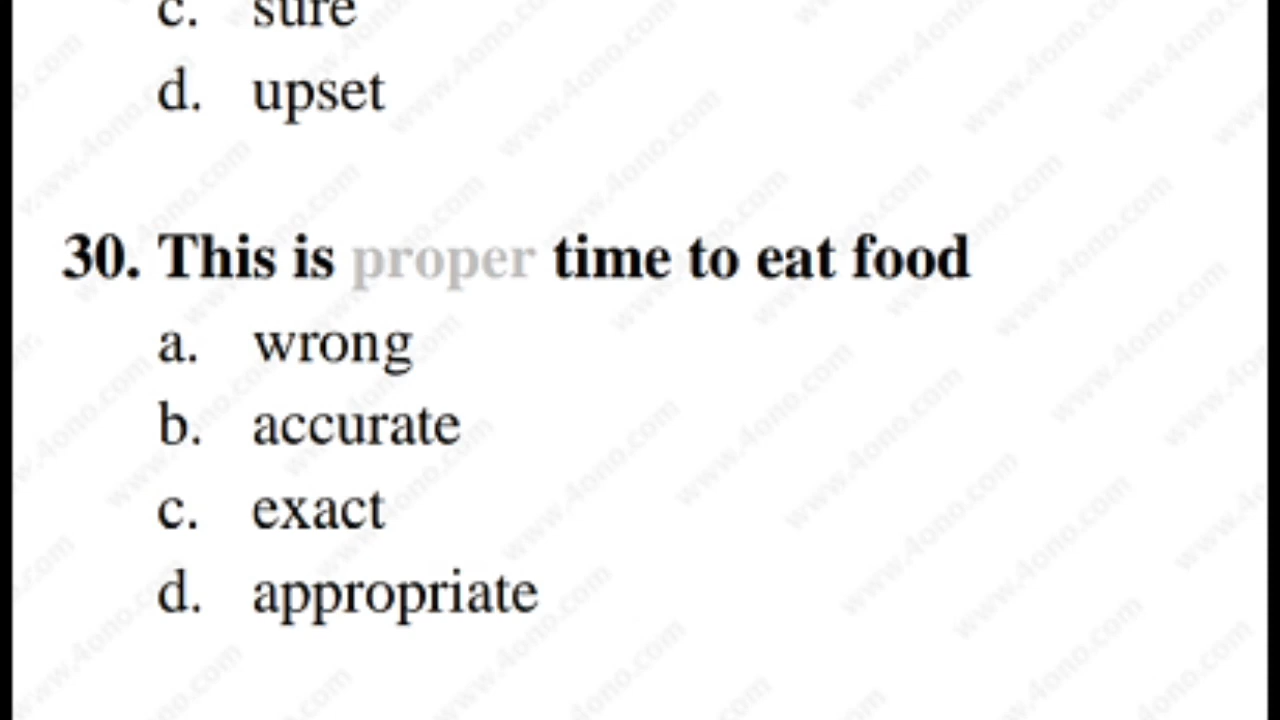 c. sure
d. upset
30. This is proper time to eat food
a. wrong
b. accurate
c. exact
d. appropriate